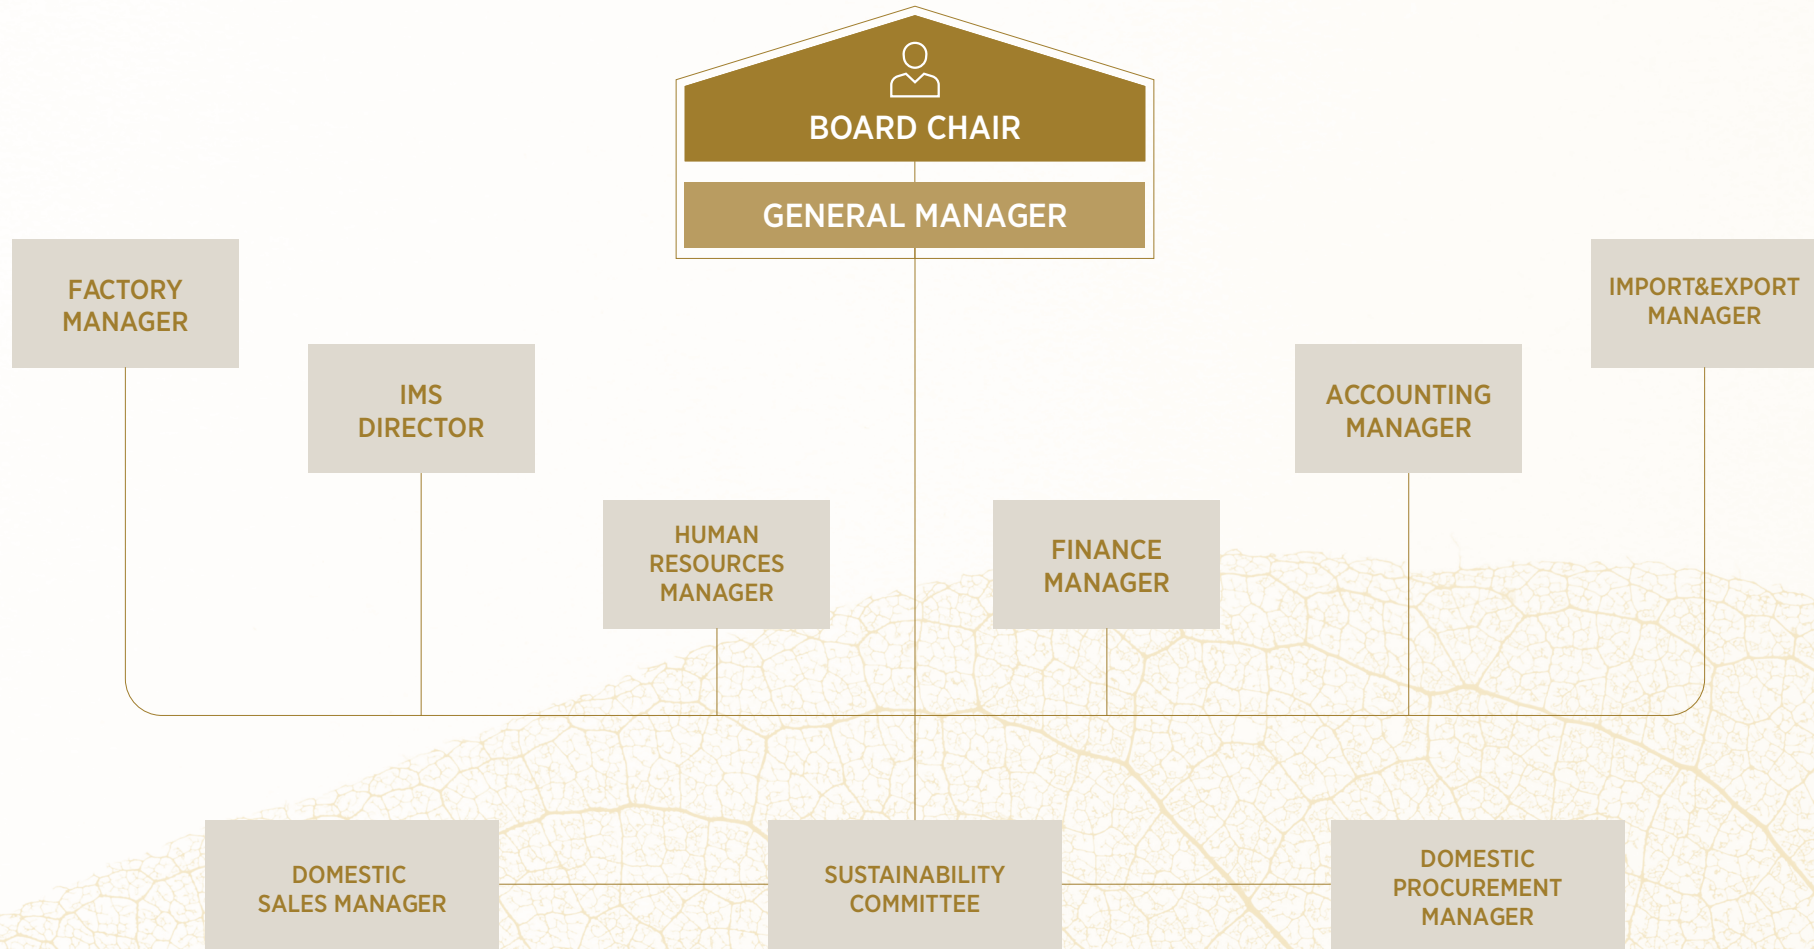 BOARD CHAIR
GENERAL MANAGER
FACTORY
MANAGER
IMPORT&EXPORT
MANAGER
IMS
DIRECTOR
ACCOUNTING
MANAGER
HUMAN
RESOURCES
MANAGER
FINANCE
MANAGER
DOMESTIC
SALES MANAGER
SUSTAINABILITY
COMMITTEE
DOMESTIC
PROCUREMENT
MANAGER